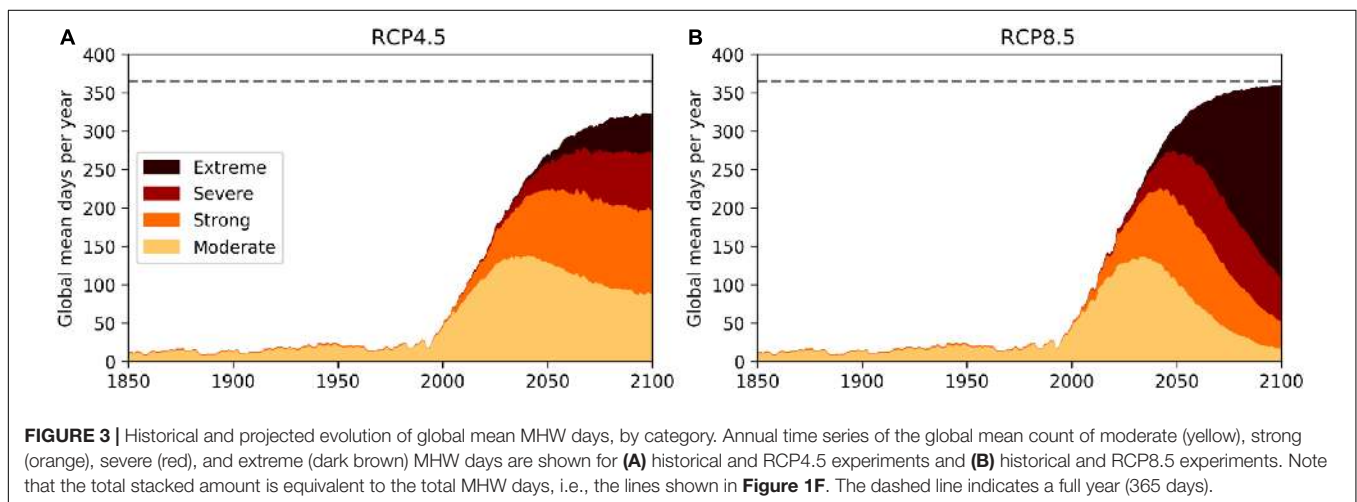 A
RCP4.5
Global mean days per year
400
350
300
250
200
150
100
50
0
Extreme
Severe
Strong
Moderate
1850
1900
1950
2000
2050
2100
B
RCP8.5
Global mean days per year
400
350
300
250
200
150
100
50
0
1850
1900
1950
2000
2050
2100
FIGURE 3 | Historical and projected evolution of global mean MHW days, by category. Annual time series of the global mean count of moderate (yellow), strong
(orange), severe (red), and extreme (dark brown) MHW days are shown for (A) historical and RCP4.5 experiments and (B) historical and RCP8.5 experiments. Note
that the total stacked amount is equivalent to the total MHW days, i.e., the lines shown in Figure 1F. The dashed line indicates a full year (365 days).